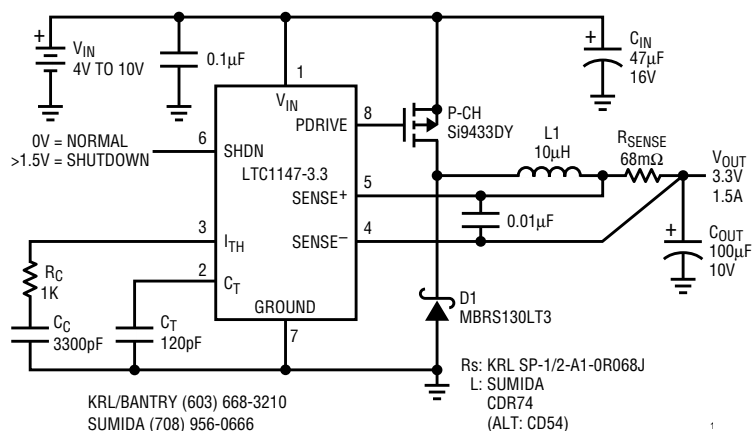 +
V_IN
4V TO 10V
0.1µF
+
C_IN
47µF
16V
1
V_IN
PDRIVE
8
P-CH
Si9433DY
0V = NORMAL
>1.5V = SHUTDOWN
6
SHDN
LTC1147-3.3
L1
10µH
R_SENSE
68mΩ
V_OUT
3.3V
1.5A
SENSE+
5
0.01µF
3
I_TH
SENSE−
4
+
C_OUT
100µF
10V
R_C
1K
2
C_T
C_C
3300pF
C_T
120pF
GROUND
7
D1
MBRS130LT3
Rs: KRL SP-1/2-A1-0R068J
L: SUMIDA
CDR74
(ALT: CD54)
KRL/BANTRY (603) 668-3210
SUMIDA (708) 956-0666
1